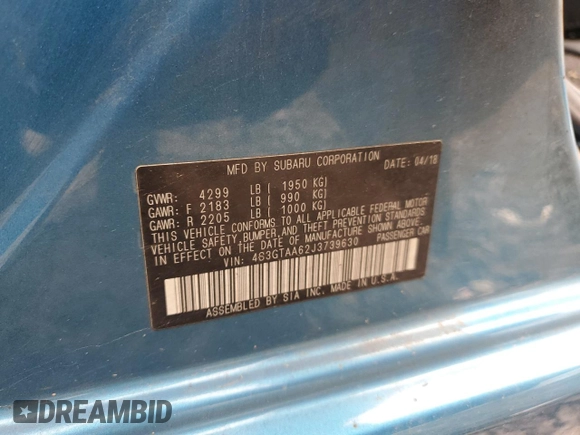 MFD BY SUBARU CORPORATION DATE: 04/18
GVWR: 4299 LB ( 1950 KG)
GAWR: F 2183 LB ( 990 KG)
GAWR: R 2205 LB ( 1000 KG)
THIS VEHICLE CONFORMS TO ALL APPLICABLE FEDERAL MOTOR
VEHICLE SAFETY, BUMPER, AND THEFT PREVENTION STANDARDS
IN EFFECT ON THE DATE OF MANUFACTURE SHOWN ABOVE.
VIN: 4S3GTAA62J3739630 PASSENGER CAR
ASSEMBLED BY SIA INC. MADE IN U.S.A.
DREAMBID